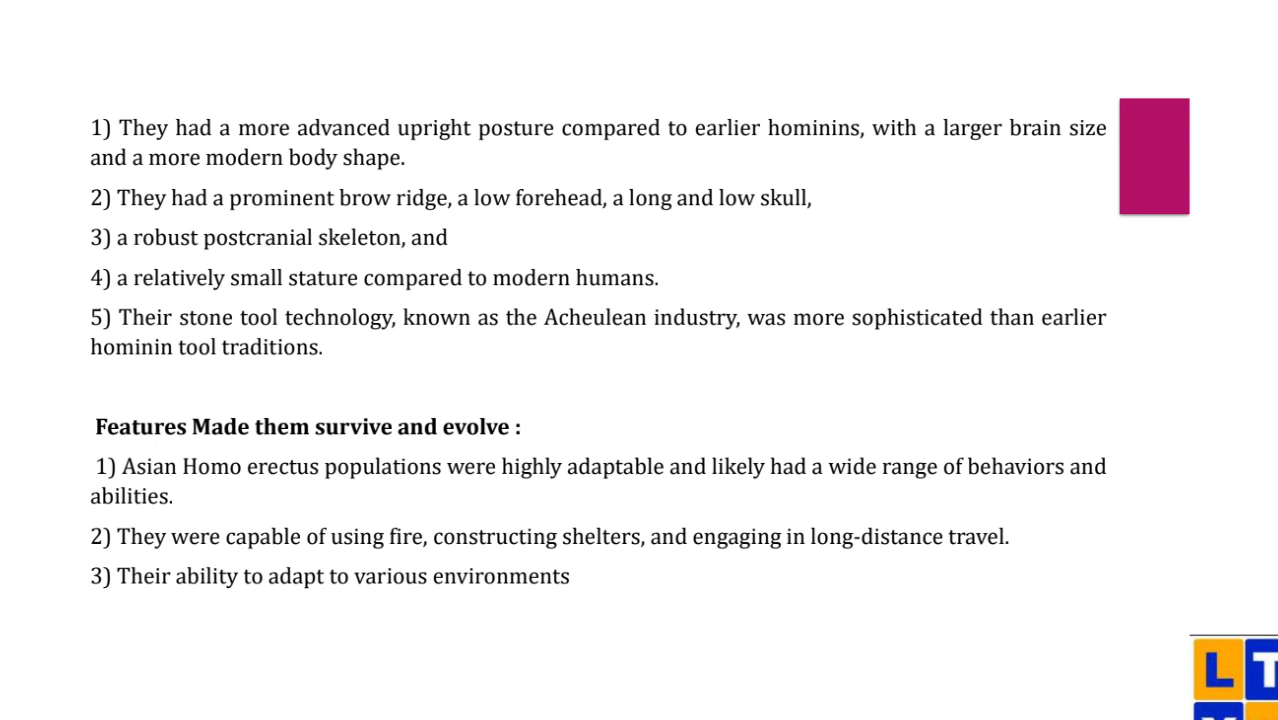 1) They had a more advanced upright posture compared to earlier hominins, with a larger brain size
and a more modern body shape.
2) They had a prominent brow ridge, a low forehead, a long and low skull,
3) a robust postcranial skeleton, and
4) a relatively small stature compared to modern humans.
5) Their stone tool technology, known as the Acheulean industry, was more sophisticated than earlier
hominin tool traditions.
Features Made them survive and evolve :
1) Asian Homo erectus populations were highly adaptable and likely had a wide range of behaviors and
abilities.
2) They were capable of using fire, constructing shelters, and engaging in long-distance travel.
3) Their ability to adapt to various environments
L T